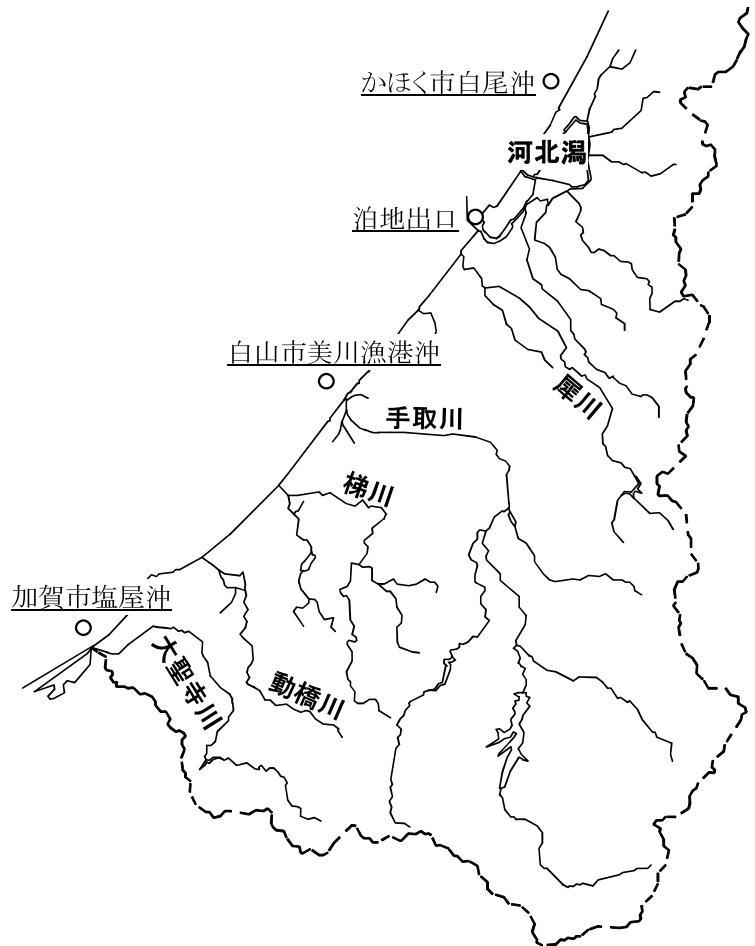 かほく市白尾沖
河北潟
泊地出口
白山市美川漁港沖
犀川
手取川
梯川
加賀市塩屋沖
大聖寺川
動橋川